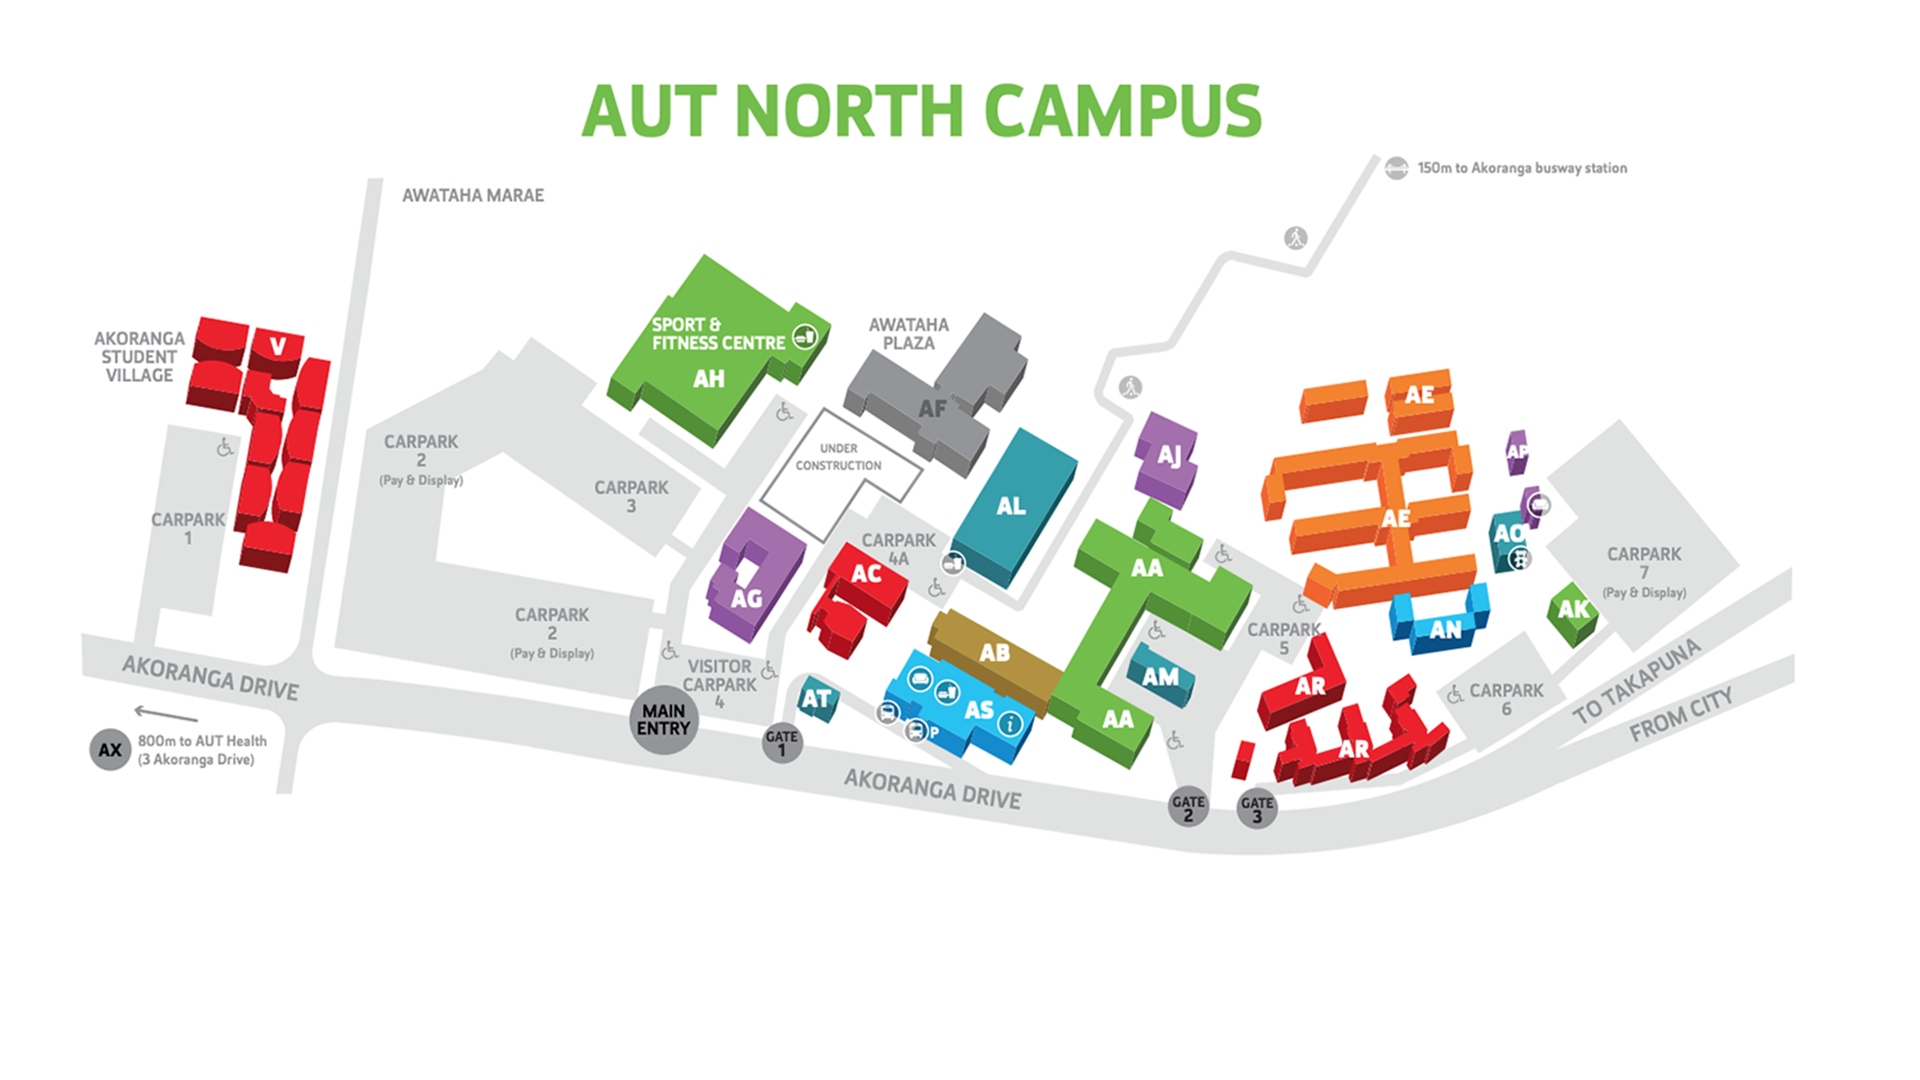 AUT NORTH CAMPUS
150m to Akoranga busway station
AWATAHA MARAE
AKORANGA
STUDENT
VILLAGE
V
CARPARK
1
CARPARK
2
(Pay & Display)
CARPARK
2
(Pay & Display)
CARPARK
3
SPORT &
FITNESS CENTRE
AH
AWATAHA
PLAZA
AF
UNDER
CONSTRUCTION
AL
CARPARK
4A
AG
AC
AJ
AA
AE
AE
AP
AO
CARPARK
7
(Pay & Display)
AK
AN
CARPARK
5
AB
AM
AS
i
P
AT
AA
AR
AR
CARPARK
6
VISITOR
CARPARK
4
MAIN
ENTRY
GATE
1
GATE
2
GATE
3
AKORANGA DRIVE
AKORANGA DRIVE
TO TAKAPUNA
FROM CITY
AX
800m to AUT Health
(3 Akoranga Drive)